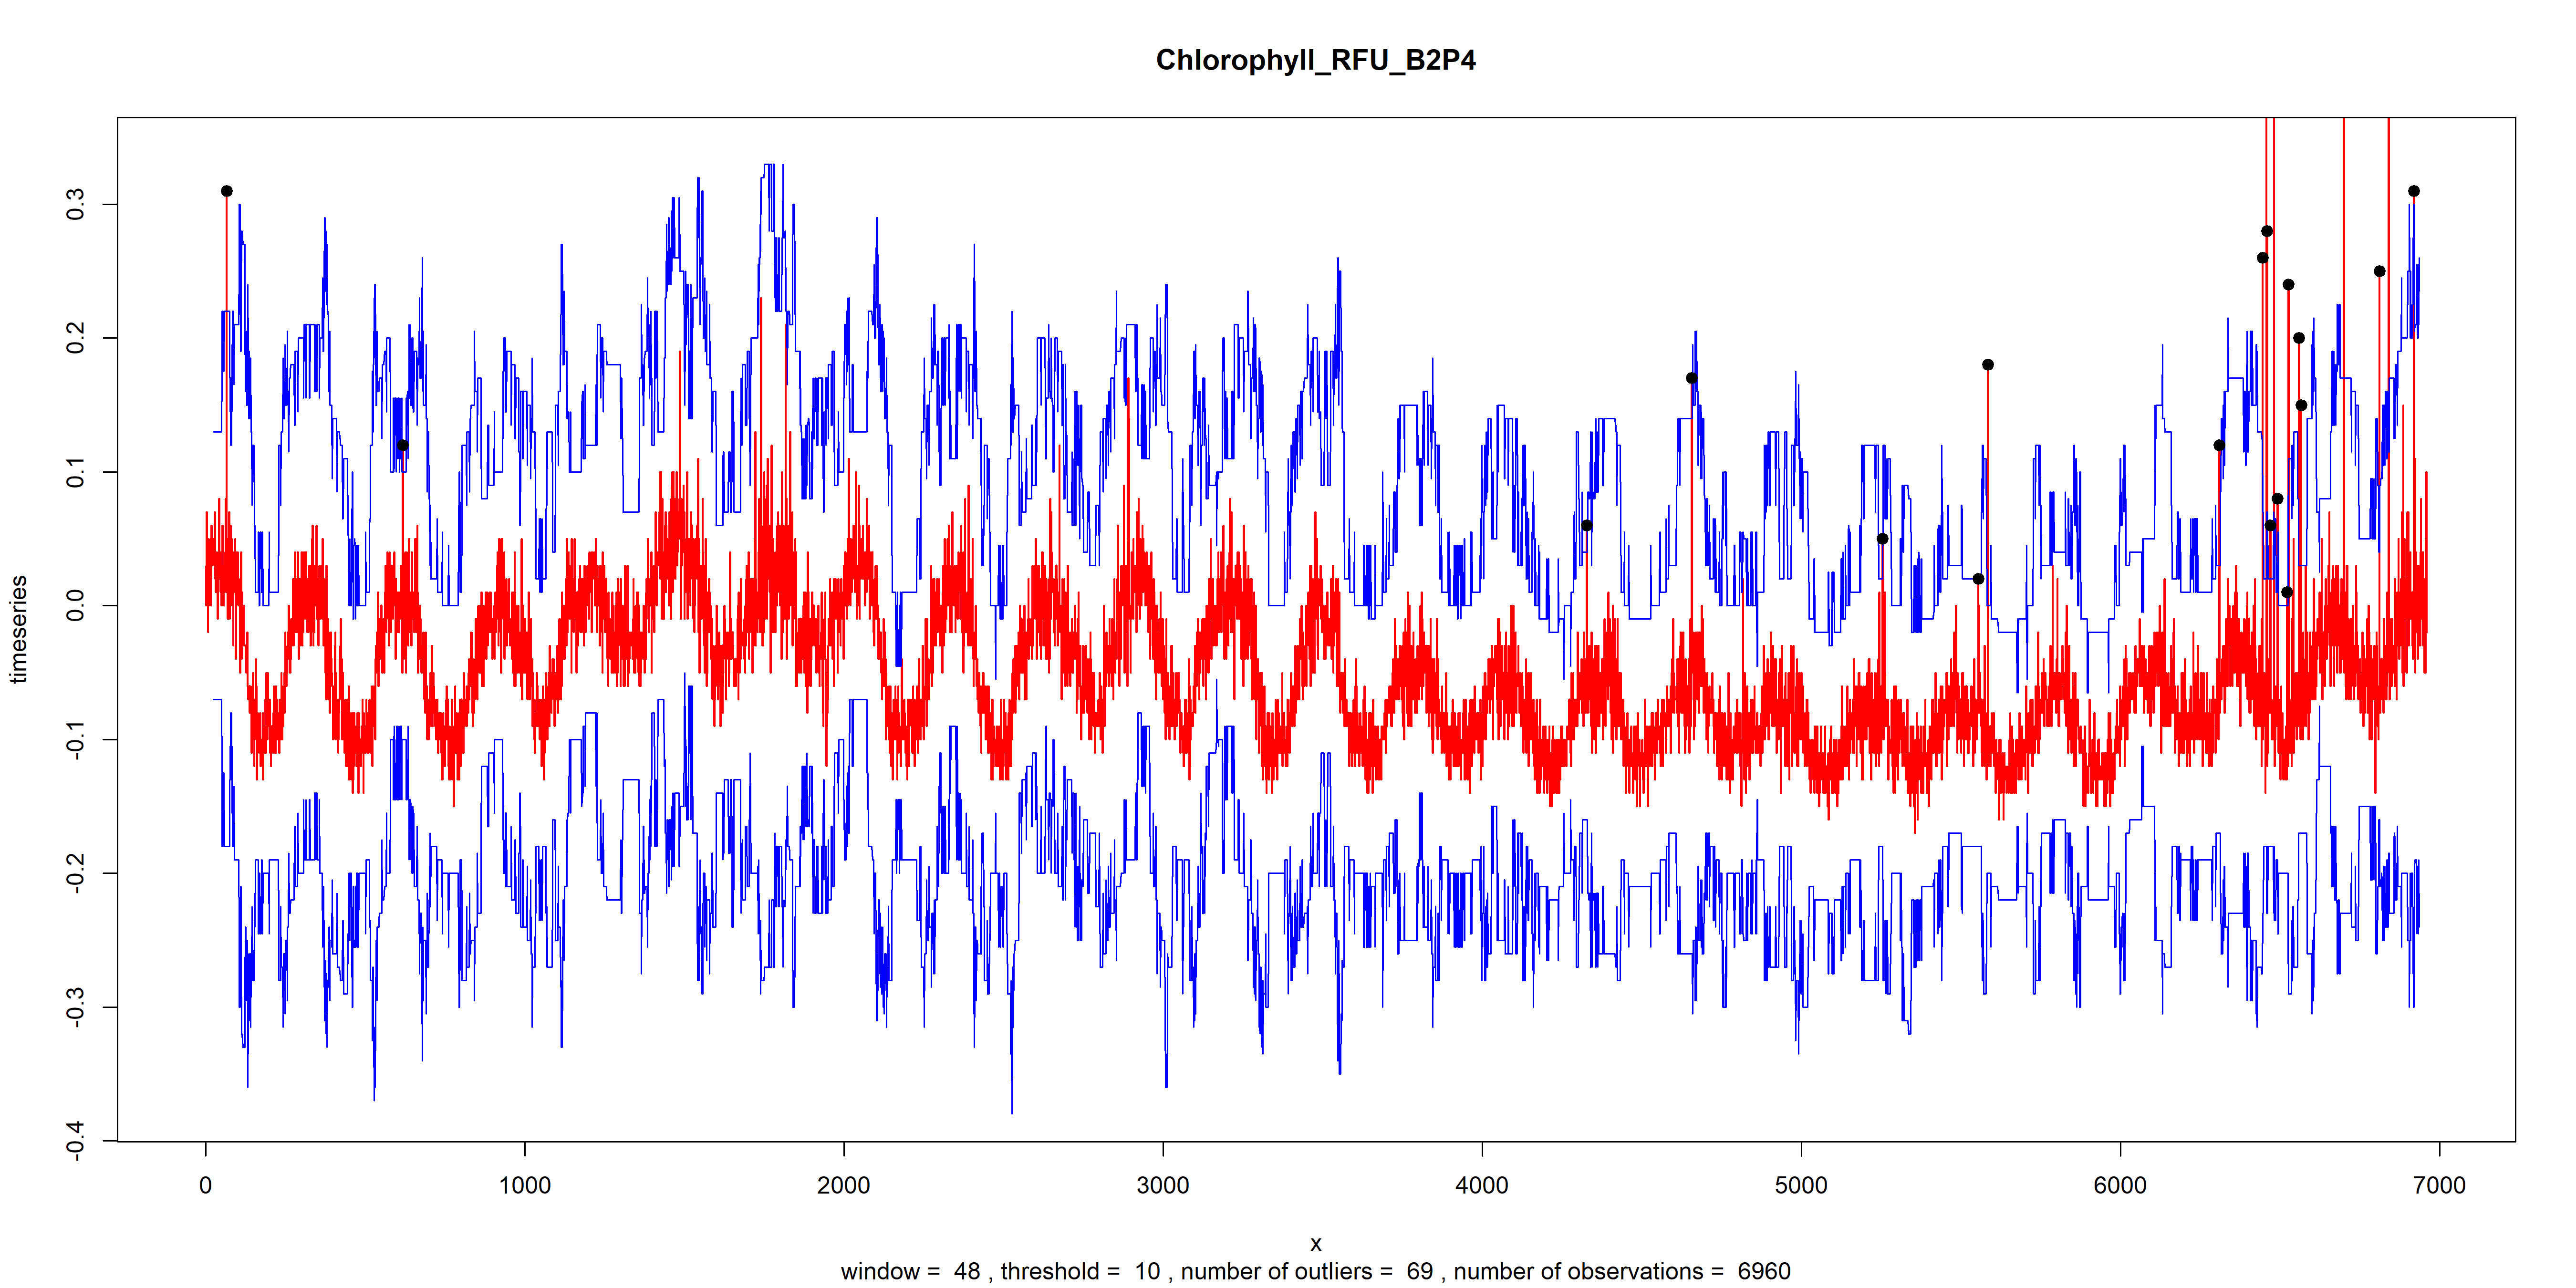 Chlorophyll_RFU_B2P4
timeseries
0.3
0.2
0.1
0.0
-0.1
-0.2
-0.3
-0.4
0 1000 2000 3000 4000 5000 6000 7000
x
window = 48 , threshold = 10 , number of outliers = 69 , number of observations = 6960